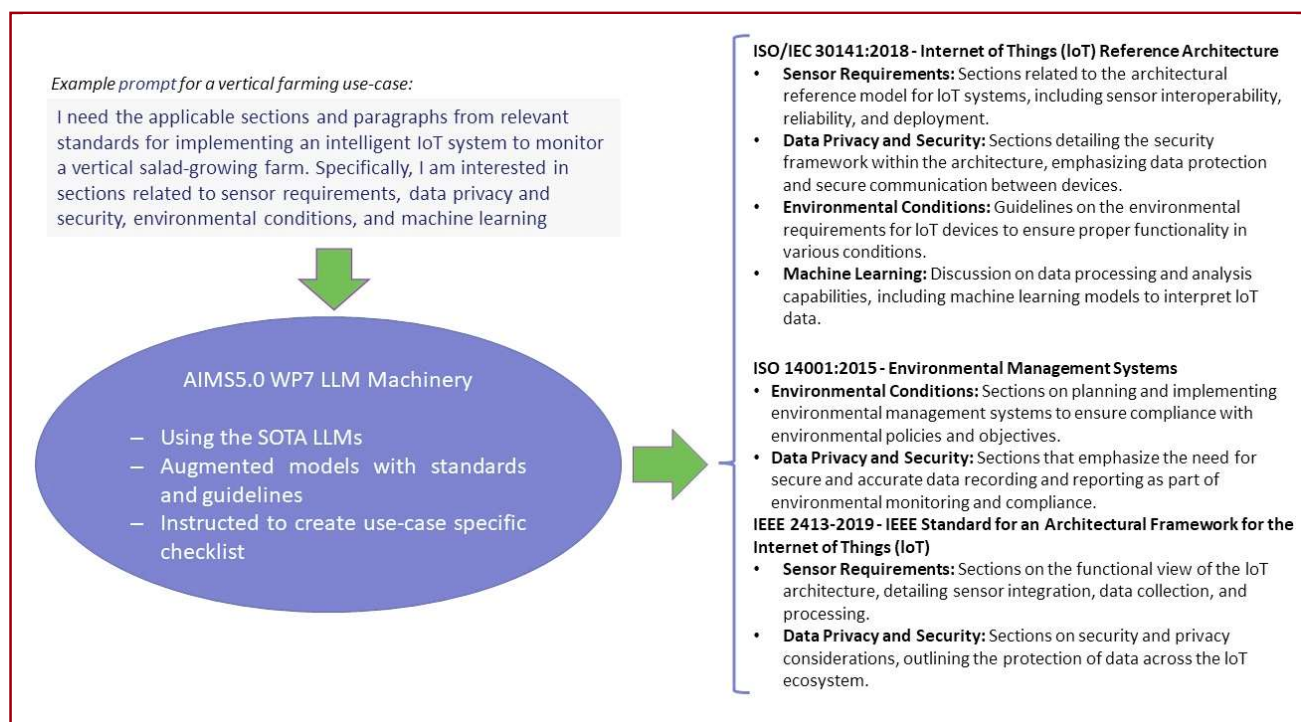 Example prompt for a vertical farming use-case:
I need the applicable sections and paragraphs from relevant
standards for implementing an intelligent IoT system to monitor
a vertical salad-growing farm. Specifically, I am interested in
sections related to sensor requirements, data privacy and
security, environmental conditions, and machine learning
AIMS5.0 WP7 LLM Machinery
– Using the SOTA LLMs
– Augmented models with standards
and guidelines
– Instructed to create use-case specific
checklist
ISO/IEC 30141:2018 - Internet of Things (IoT) Reference Architecture
• Sensor Requirements: Sections related to the architectural
reference model for IoT systems, including sensor interoperability,
reliability, and deployment.
• Data Privacy and Security: Sections detailing the security
framework within the architecture, emphasizing data protection
and secure communication between devices.
• Environmental Conditions: Guidelines on the environmental
requirements for IoT devices to ensure proper functionality in
various conditions.
• Machine Learning: Discussion on data processing and analysis
capabilities, including machine learning models to interpret IoT
data.
ISO 14001:2015 - Environmental Management Systems
• Environmental Conditions: Sections on planning and implementing
environmental management systems to ensure compliance with
environmental policies and objectives.
• Data Privacy and Security: Sections that emphasize the need for
secure and accurate data recording and reporting as part of
environmental monitoring and compliance.
IEEE 2413-2019 - IEEE Standard for an Architectural Framework for the
Internet of Things (IoT)
• Sensor Requirements: Sections on the functional view of the IoT
architecture, detailing sensor integration, data collection, and
processing.
• Data Privacy and Security: Sections on security and privacy
considerations, outlining the protection of data across the IoT
ecosystem.